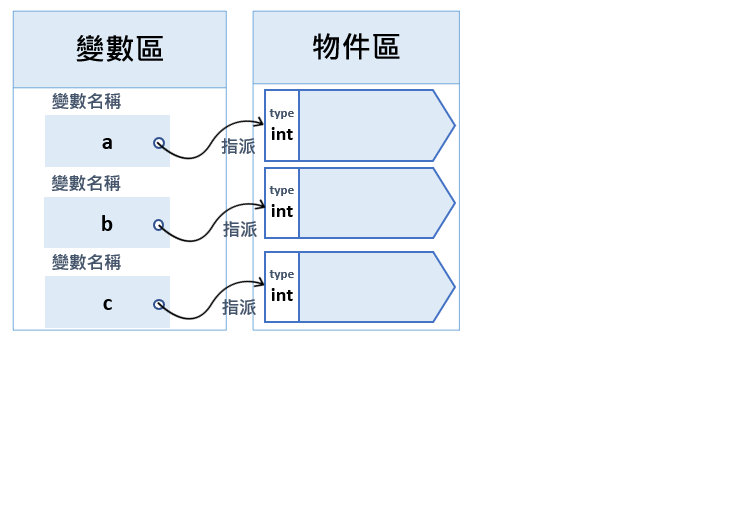 變數區
物件區
變數名稱
a
指派
type
int
變數名稱
b
指派
type
int
變數名稱
c
指派
type
int